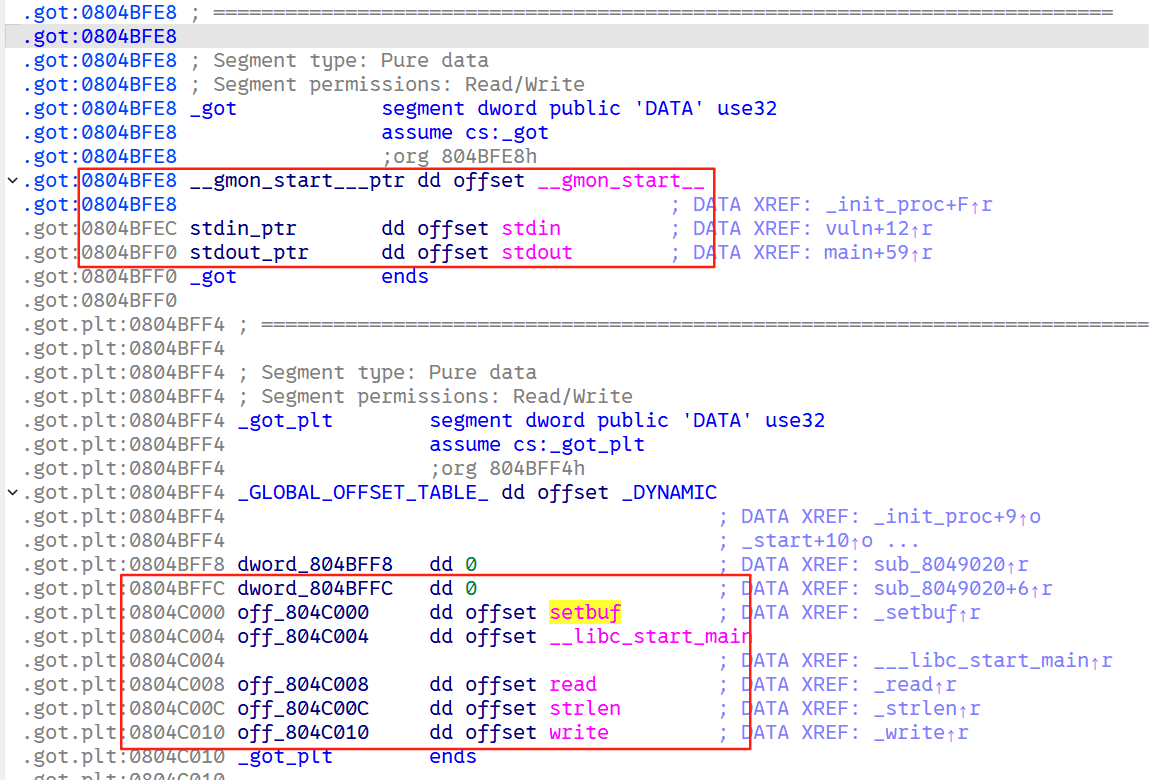 .got:0804BFE8 ; ===========================================================================
.got:0804BFE8
.got:0804BFE8 ; Segment type: Pure data
.got:0804BFE8 ; Segment permissions: Read/Write
.got:0804BFE8 _got            segment dword public 'DATA' use32
.got:0804BFE8                 assume cs:_got
.got:0804BFE8                 ;org 804BFE8h
.got:0804BFE8 __gmon_start___ptr dd offset __gmon_start__
.got:0804BFE8                                         ; DATA XREF: _init_proc+F↑r
.got:0804BFEC stdin_ptr       dd offset stdin         ; DATA XREF: vuln+12↑r
.got:0804BFF0 stdout_ptr      dd offset stdout        ; DATA XREF: main+59↑r
.got:0804BFF0 _got            ends
.got:0804BFF0
.got.plt:0804BFF4 ; ===========================================================================
.got.plt:0804BFF4
.got.plt:0804BFF4 ; Segment type: Pure data
.got.plt:0804BFF4 ; Segment permissions: Read/Write
.got.plt:0804BFF4 _got_plt        segment dword public 'DATA' use32
.got.plt:0804BFF4                 assume cs:_got_plt
.got.plt:0804BFF4                 ;org 804BFF4h
.got.plt:0804BFF4 _GLOBAL_OFFSET_TABLE_ dd offset _DYNAMIC
.got.plt:0804BFF4                                         ; DATA XREF: _init_proc+9↑o
.got.plt:0804BFF4                                         ; _start+10↑o ...
.got.plt:0804BFF8 dword_804BFF8   dd 0                    ; DATA XREF: sub_8049020↑r
.got.plt:0804BFFC dword_804BFFC   dd 0                    ; DATA XREF: sub_8049020+6↑r
.got.plt:0804C000 off_804C000     dd offset setbuf        ; DATA XREF: _setbuf↑r
.got.plt:0804C004 off_804C004     dd offset __libc_start_main
.got.plt:0804C004                                         ; DATA XREF: ___libc_start_main↑r
.got.plt:0804C008 off_804C008     dd offset read          ; DATA XREF: _read↑r
.got.plt:0804C00C off_804C00C     dd offset strlen        ; DATA XREF: _strlen↑r
.got.plt:0804C010 off_804C010     dd offset write         ; DATA XREF: _write↑r
.got.plt:0804C010 _got_plt        ends
.got.plt:0804C010